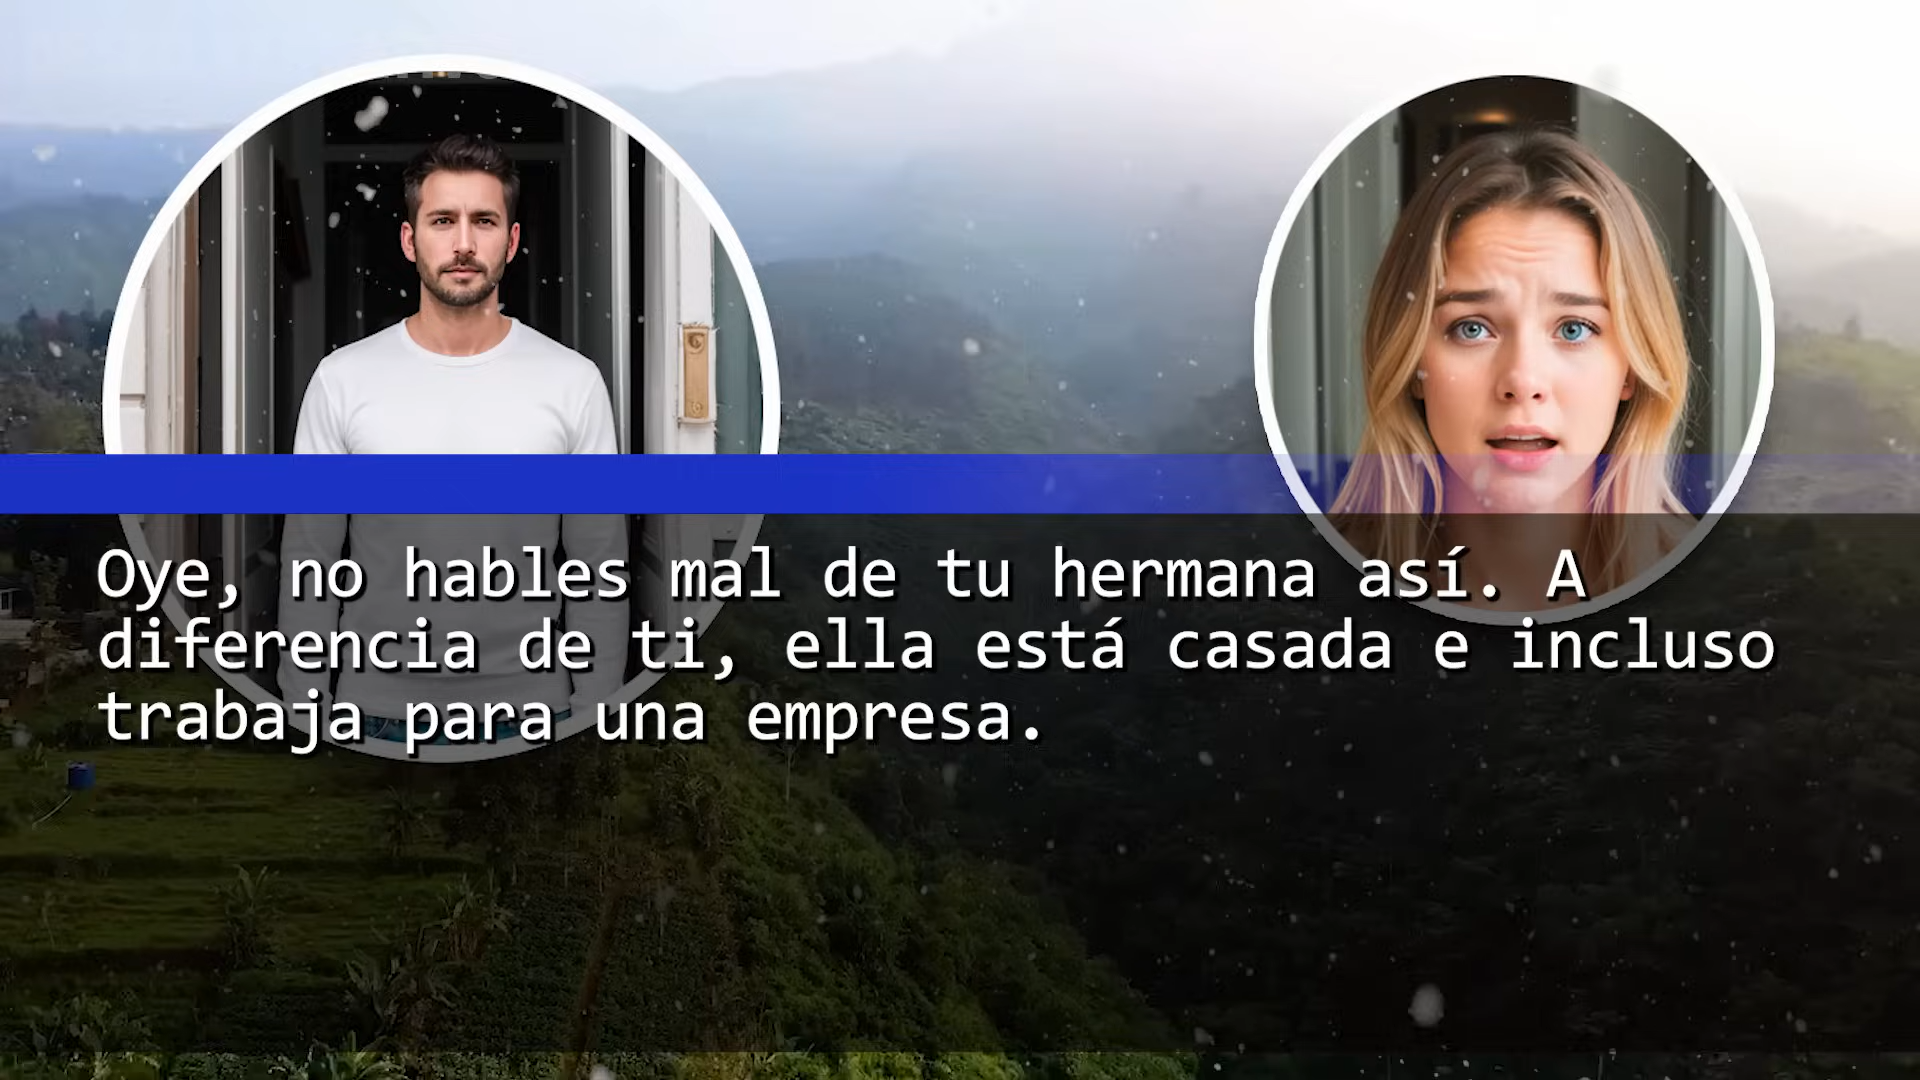 Oye, no hables mal de tu hermana así. A
diferencia de ti, ella está casada e incluso
trabaja para una empresa.